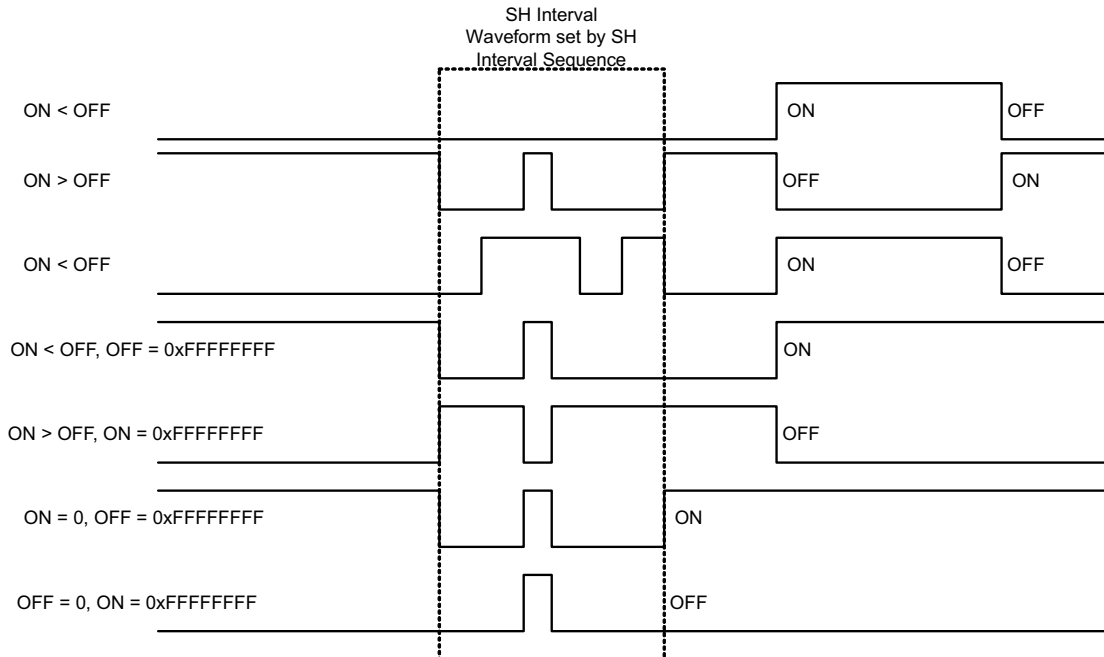 SH Interval
Waveform set by SH
Interval Sequence
ON < OFF
ON
OFF
ON > OFF
OFF
ON
ON < OFF
ON
OFF
ON < OFF, OFF = 0xFFFFFFFF
ON
ON > OFF, ON = 0xFFFFFFFF
OFF
ON = 0, OFF = 0xFFFFFFFF
ON
OFF = 0, ON = 0xFFFFFFFF
OFF